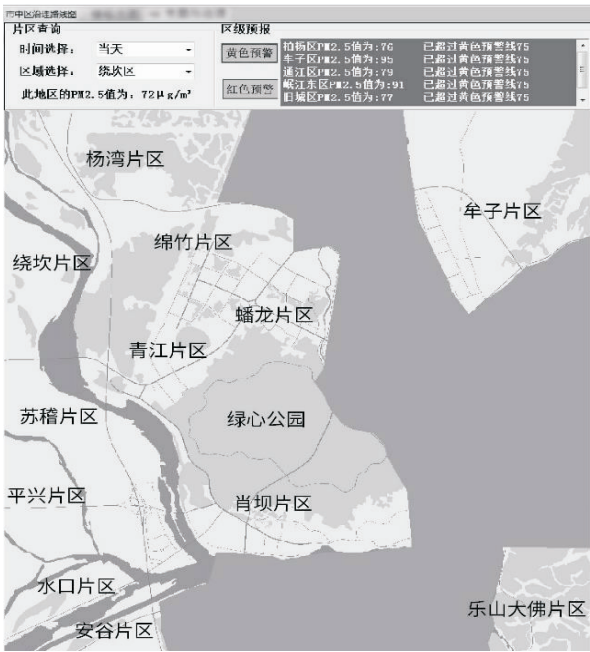 市中区沿途路线图
片区查询
区级预报
时间选择： 当天
区域选择： 绕坎区
此地区的PM2.5值为：72μg/m³
黄色预警
红色预警
柏杨区PM2.5值为:76 已超过黄色预警线75
车子区PM2.5值为:95 已超过黄色预警线75
通江区PM2.5值为:79 已超过黄色预警线75
岷江东区PM2.5值为:91 已超过黄色预警线75
旧城区PM2.5值为:77 已超过黄色预警线75
杨湾片区
牟子片区
绵竹片区
绕坎片区
蟠龙片区
青江片区
苏稽片区
绿心公园
平兴片区
肖坝片区
水口片区
乐山大佛片区
安谷片区